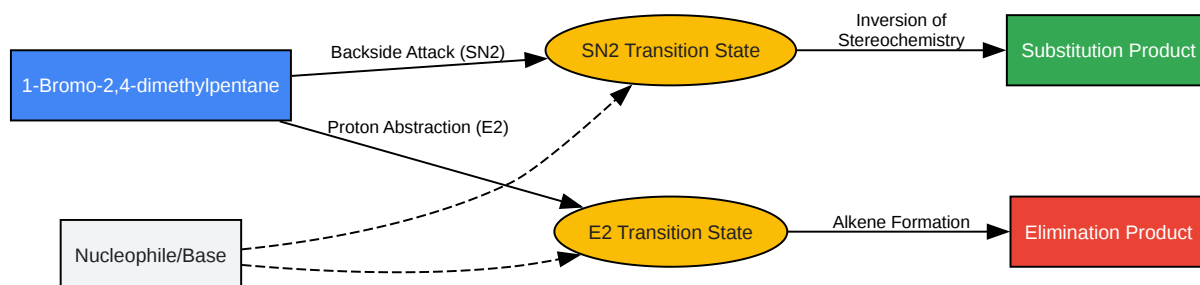 Inversion of
Stereochemistry
Backside Attack (SN2)
SN2 Transition State
Substitution Product
1-Bromo-2,4-dimethylpentane
Proton Abstraction (E2)
Alkene Formation
E2 Transition State
Elimination Product
Nucleophile/Base